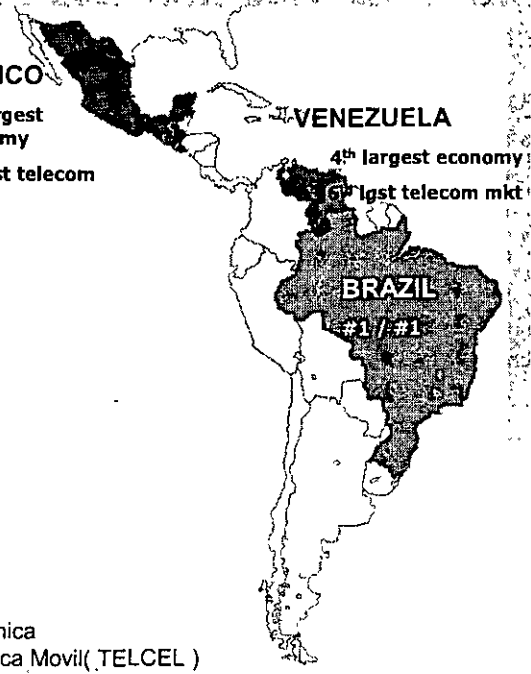 ICO
rgest
my
st telecom
VENEZUELA
4th largest economy
6th lgst telecom mkt
BRAZIL
#1 / #1
nica
ca Movil( TELCEL )